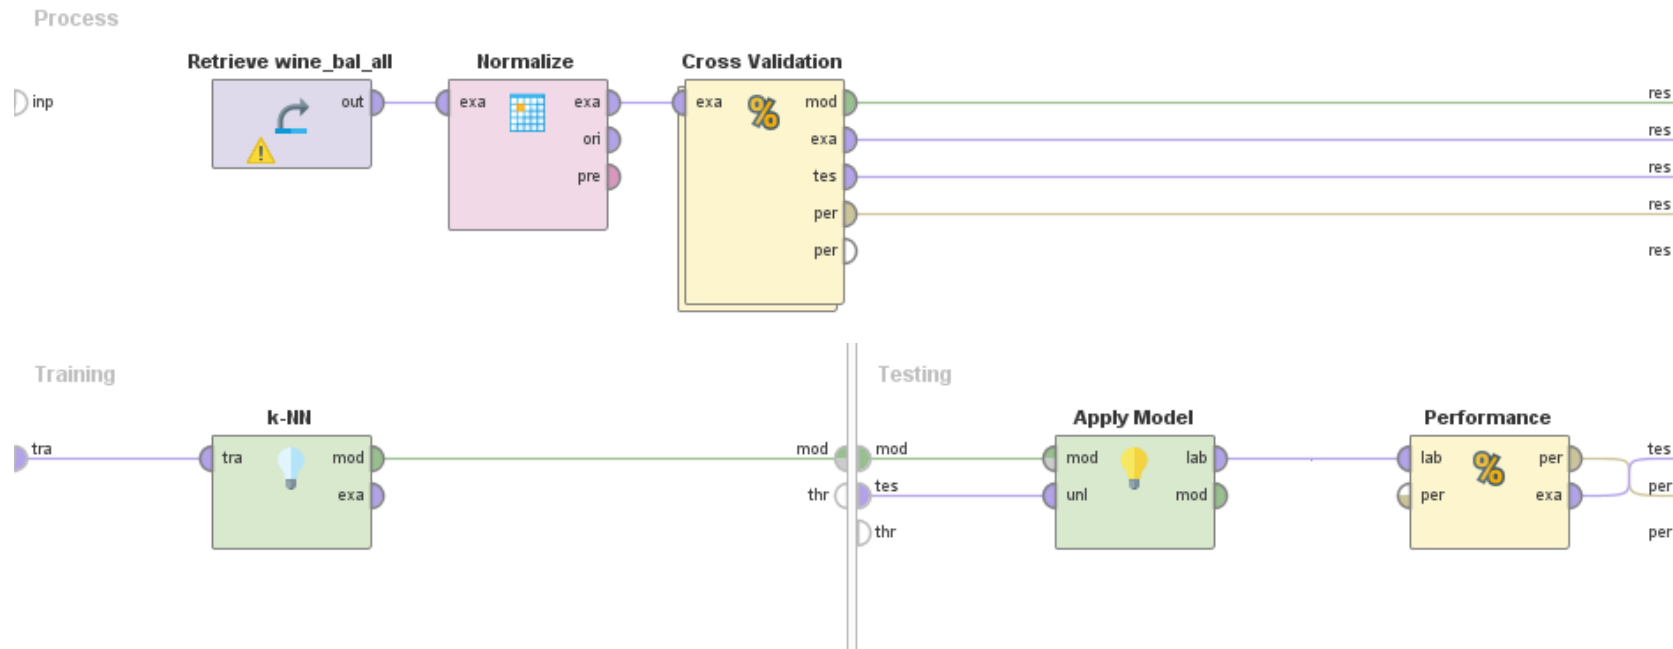 Process
Retrieve wine_bal_all
Normalize
Cross Validation
inp
out
exa
exa
exa
mod
res
ori
exa
res
pre
tes
res
per
res
per
res
Training
Testing
k-NN
Apply Model
Performance
tra
tra
mod
mod
mod
mod
lab
lab
per
tes
exa
thr
tes
unl
mod
per
exa
per
thr
per